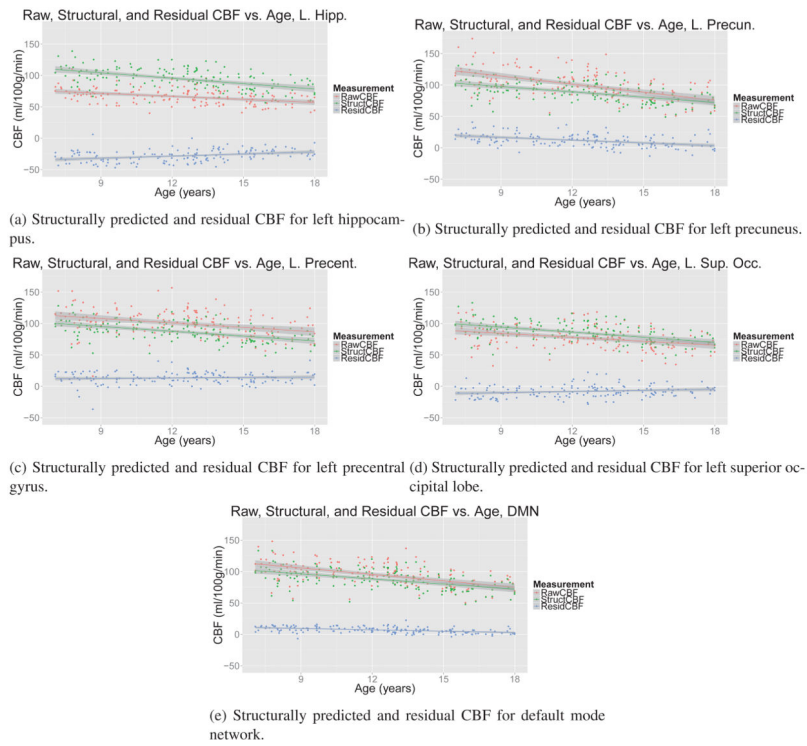 Raw, Structural, and Residual CBF vs. Age, L. Hipp.
150
100
50
0
−50
CBF (ml/100g/min)
9
12
15
18
Age (years)
Measurement
RawCBF
StructCBF
ResidCBF
(a) Structurally predicted and residual CBF for left hippocam-
pus.
Raw, Structural, and Residual CBF vs. Age, L. Precun.
150
100
50
0
−50
CBF (ml/100g/min)
9
12
15
18
Age (years)
Measurement
RawCBF
StructCBF
ResidCBF
(b) Structurally predicted and residual CBF for left precuneus.
Raw, Structural, and Residual CBF vs. Age, L. Precent.
150
100
50
0
−50
CBF (ml/100g/min)
9
12
15
18
Age (years)
Measurement
RawCBF
StructCBF
ResidCBF
(c) Structurally predicted and residual CBF for left precentral
gyrus.
Raw, Structural, and Residual CBF vs. Age, L. Sup. Occ.
150
100
50
0
−50
CBF (ml/100g/min)
9
12
15
18
Age (years)
Measurement
RawCBF
StructCBF
ResidCBF
(d) Structurally predicted and residual CBF for left superior oc-
cipital lobe.
Raw, Structural, and Residual CBF vs. Age, DMN
150
100
50
0
−50
CBF (ml/100g/min)
9
12
15
18
Age (years)
Measurement
RawCBF
StructCBF
ResidCBF
(e) Structurally predicted and residual CBF for default mode
network.